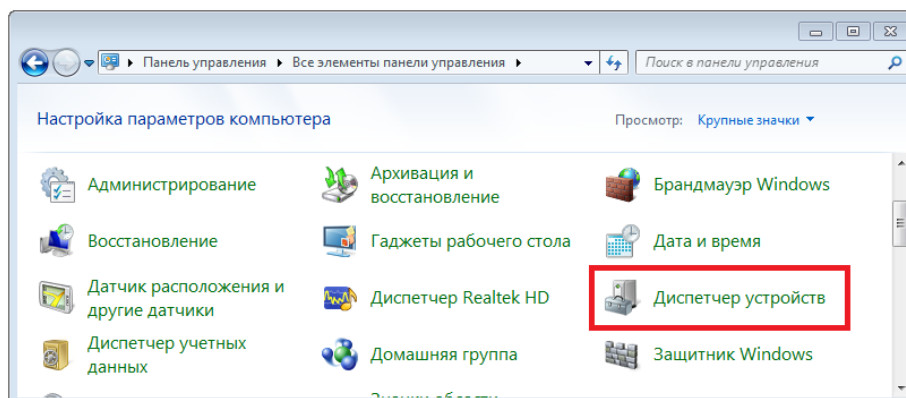 Панель управления ▸ Все элементы панели управления ▸
Поиск в панели управления
Настройка параметров компьютера
Просмотр: Крупные значки
Администрирование
Архивация и
восстановление
Брандмауэр Windows
Восстановление
Гаджеты рабочего стола
Дата и время
Датчик расположения и
другие датчики
Диспетчер Realtek HD
Диспетчер устройств
Диспетчер учетных
данных
Домашняя группа
Защитник Windows